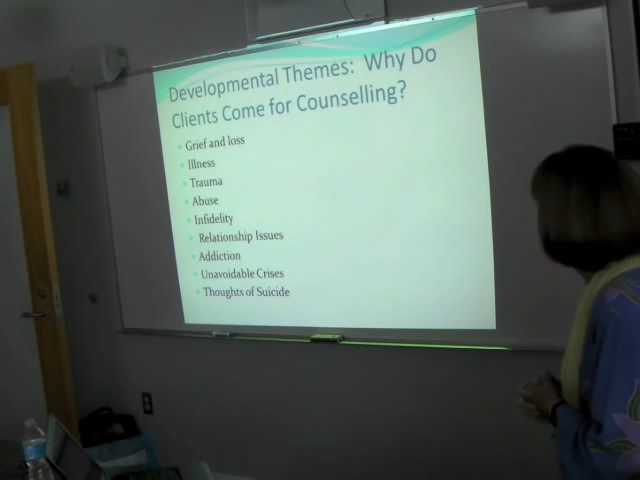 Developmental Themes: Why Do
Clients Come for Counselling?
Grief and loss
Illness
Trauma
Abuse
Infidelity
Relationship Issues
Addiction
Unavoidable Crises
Thoughts of Suicide